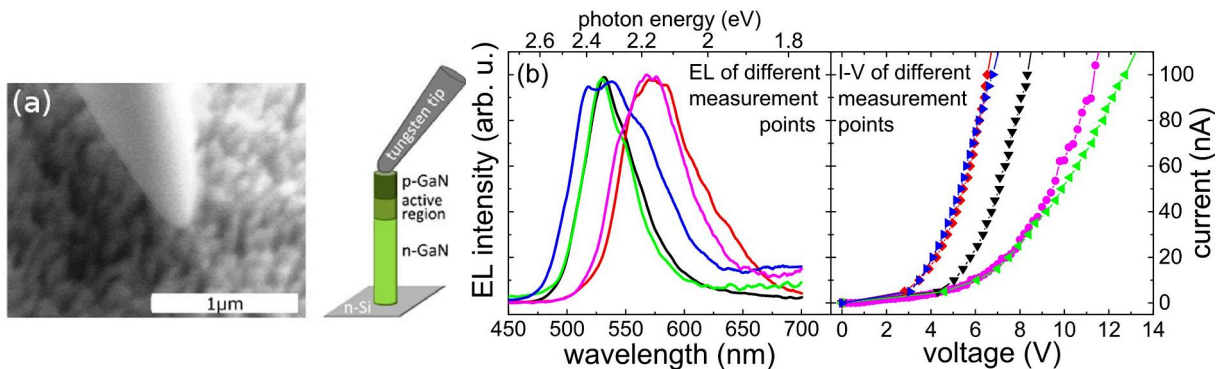 (a)
1µm
tungsten tip
p-GaN
active
region
n-GaN
n-Si
photon energy (eV)
2.6 2.4 2.2 2 1.8
(b)
EL of different
measurement
points
EL intensity (arb. u.)
450 500 550 600 650 700
wavelength (nm)
I-V of different
measurement
points
100
80
60
40
20
0
current (nA)
0 2 4 6 8 10 12 14
voltage (V)